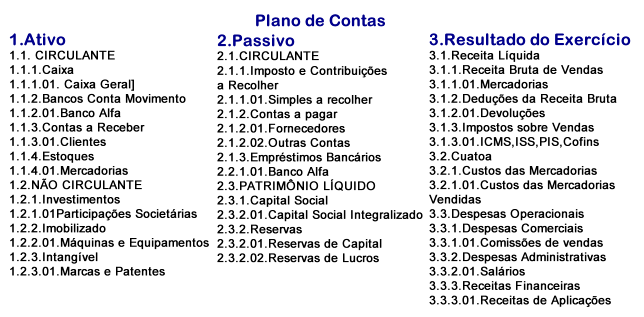 Plano de Contas
1.Ativo
1.1. CIRCULANTE
1.1.1.Caixa
1.1.1.01. Caixa Geral]
1.1.2.Bancos Conta Movimento
1.1.2.01.Banco Alfa
1.1.3.Contas a Receber
1.1.3.01.Clientes
1.1.4.Estoques
1.1.4.01.Mercadorias
1.2.NÃO CIRCULANTE
1.2.1.Investimentos
1.2.1.01Participações Societárias
1.2.2.Imobilizado
1.2.2.01.Máquinas e Equipamentos
1.2.3.Intangível
1.2.3.01.Marcas e Patentes
2.Passivo
2.1.CIRCULANTE
2.1.1.Imposto e Contribuições
a Recolher
2.1.1.01.Simples a recolher
2.1.2.Contas a pagar
2.1.2.01.Fornecedores
2.1.2.02.Outras Contas
2.1.3.Empréstimos Bancários
2.2.1.01.Banco Alfa
2.3.PATRIMÔNIO LÍQUIDO
2.3.1.Capital Social
2.3.2.01.Capital Social Integralizado
2.3.2.Reservas
2.3.2.01.Reservas de Capital
2.3.2.02.Reservas de Lucros
3.Resultado do Exercício
3.1.Receita Líquida
3.1.1.Receita Bruta de Vendas
3.1.1.01.Mercadorias
3.1.2.Deduções da Receita Bruta
3.1.2.01.Devoluções
3.1.3.Impostos sobre Vendas
3.1.3.01.ICMS,ISS,PIS,Cofins
3.2.Cuatoa
3.2.1.Custos das Mercadorias
3.2.1.01.Custos das Mercadorias
Vendidas
3.3.Despesas Operacionais
3.3.1.Despesas Comerciais
3.3.1.01.Comissões de vendas
3.3.2.Despesas Administrativas
3.3.2.01.Salários
3.3.3.Receitas Financeiras
3.3.3.01.Receitas de Aplicações